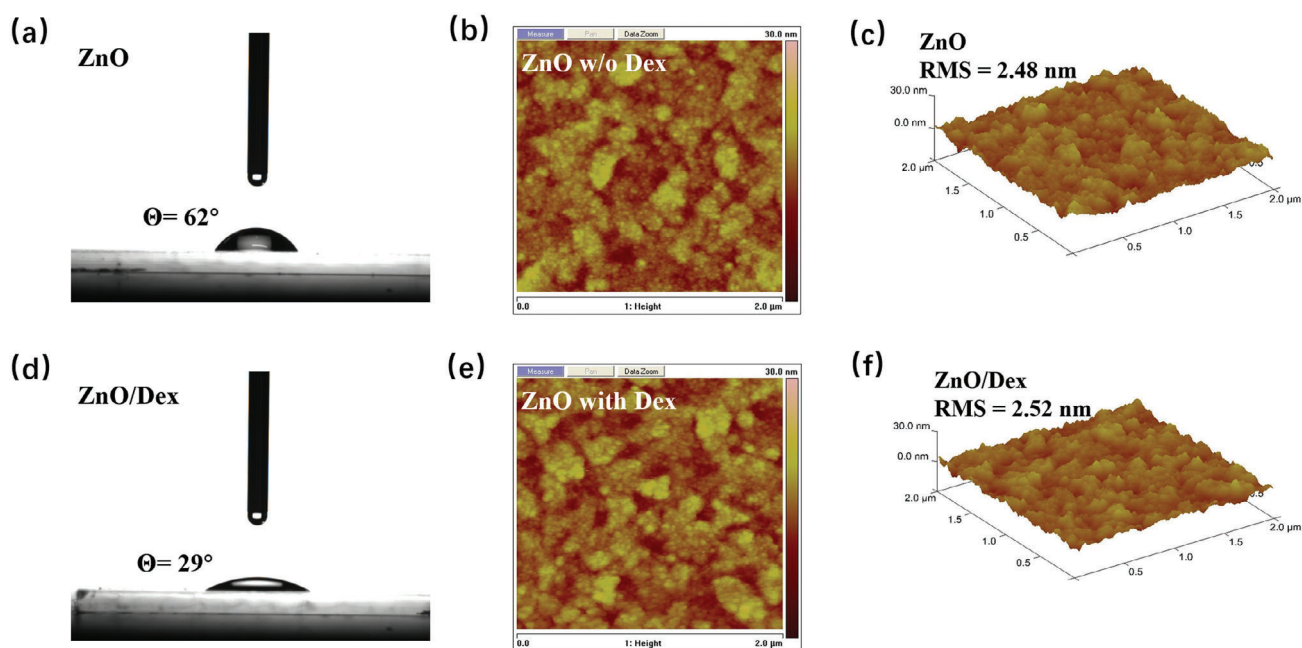 (a)
ZnO
Θ= 62°
(b)
Measure
Pan
Data Zoom
30.0 nm
ZnO w/o Dex
0.0
1: Height
2.0 µm
(c)
ZnO
RMS = 2.48 nm
30.0 nm
0.0 nm
2.0 µm
1.5
1.0
0.5
0.5
1.0
1.5
2.0 µm
0.5
(d)
ZnO/Dex
Θ= 29°
(e)
Measure
Pan
Data Zoom
30.0 nm
ZnO with Dex
0.0
1: Height
2.0 µm
(f)
ZnO/Dex
RMS = 2.52 nm
30.0 nm
0.0 nm
2.0 µm
1.5
1.0
0.5
0.5
1.0
1.5
2.0 µm
0.5